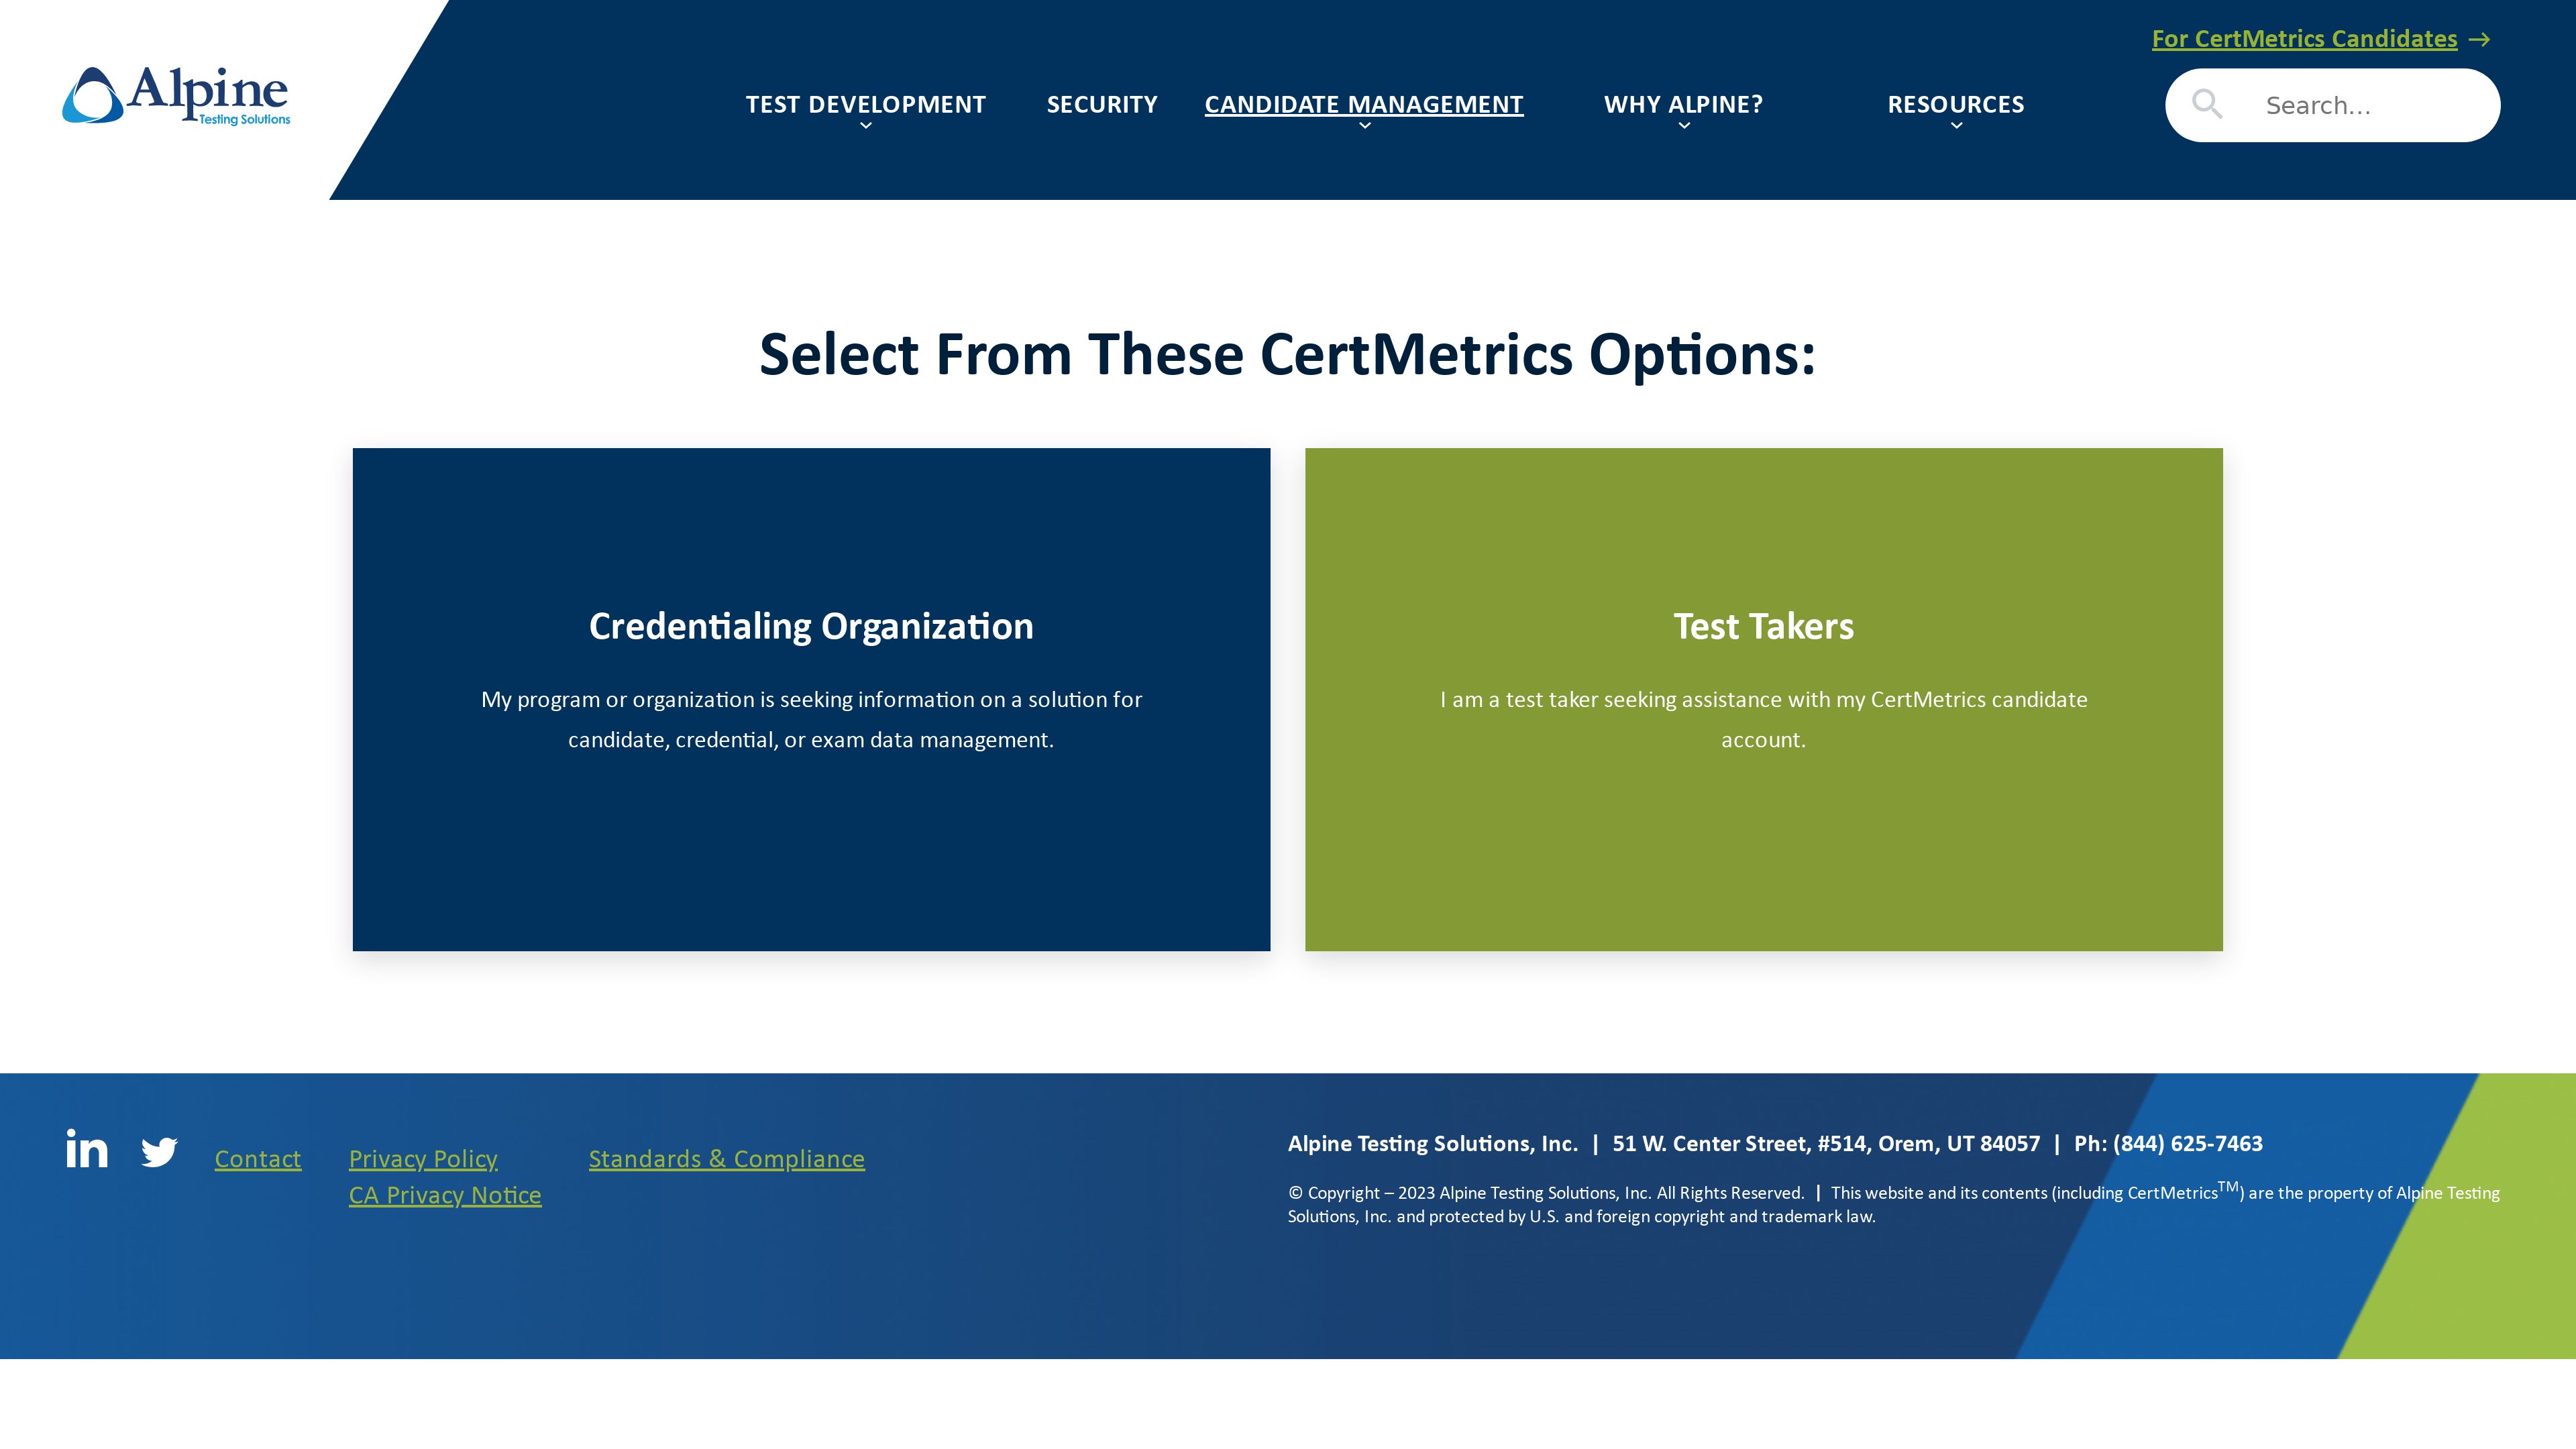 For CertMetrics Candidates →
Alpine
Testing Solutions
TEST DEVELOPMENT
SECURITY
CANDIDATE MANAGEMENT
WHY ALPINE?
RESOURCES
Search...
Select From These CertMetrics Options:
Credentialing Organization
My program or organization is seeking information on a solution for
candidate, credential, or exam data management.
Test Takers
I am a test taker seeking assistance with my CertMetrics candidate
account.
in
Contact
Privacy Policy
CA Privacy Notice
Standards & Compliance
Alpine Testing Solutions, Inc. | 51 W. Center Street, #514, Orem, UT 84057 | Ph: (844) 625-7463
© Copyright – 2023 Alpine Testing Solutions, Inc. All Rights Reserved. | This website and its contents (including CertMetricsTM) are the property of Alpine Testing
Solutions, Inc. and protected by U.S. and foreign copyright and trademark law.